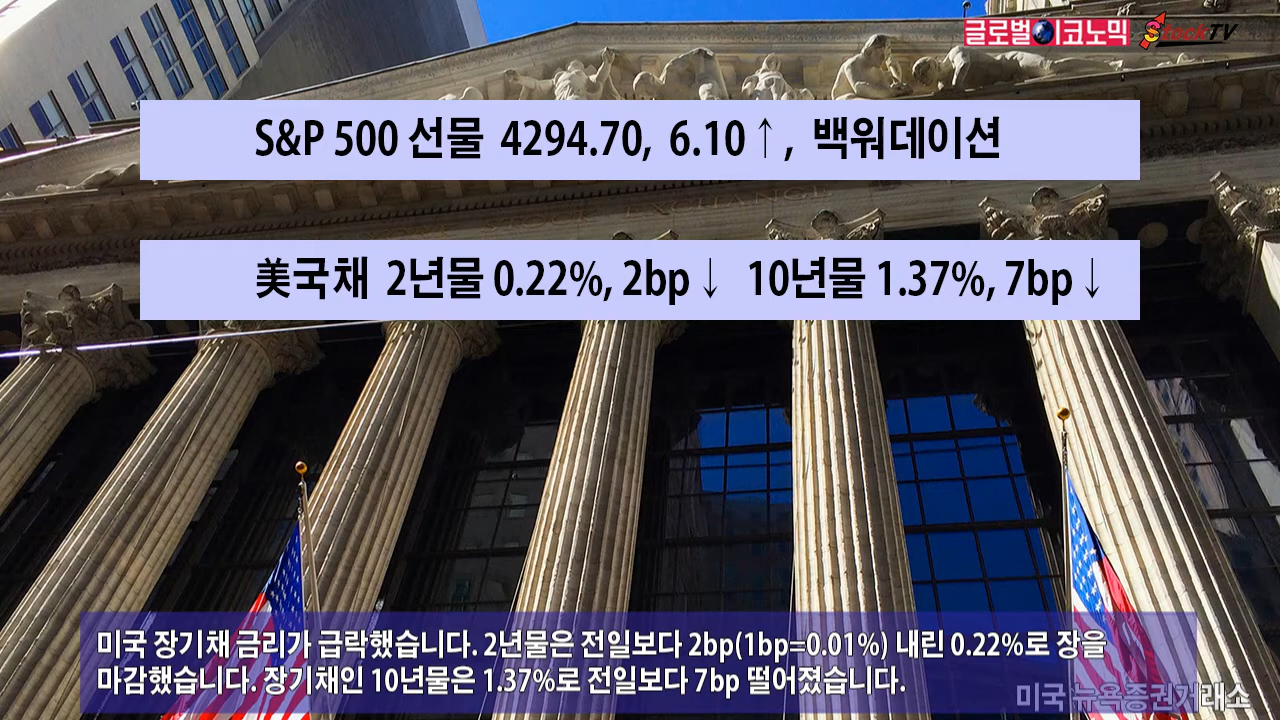 글로벌이코노믹 StockTV
S&P 500 선물 4294.70, 6.10↑, 백워데이션
STOCK EXCHANGE
美국채 2년물 0.22%, 2bp↓ 10년물 1.37%, 7bp↓
미국 장기채 금리가 급락했습니다. 2년물은 전일보다 2bp(1bp=0.01%) 내린 0.22%로 장을
마감했습니다. 장기채인 10년물은 1.37%로 전일보다 7bp 떨어졌습니다.
미국 뉴욕증권거래소